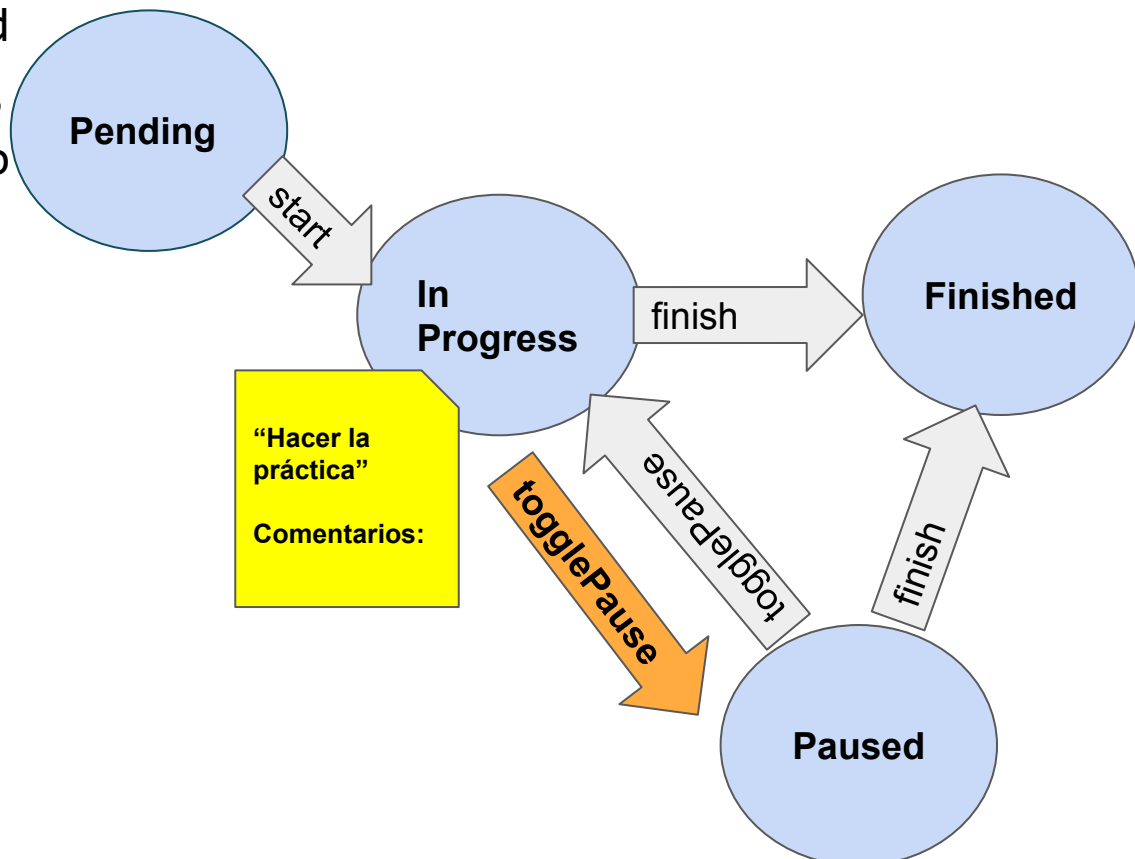 Pending
start
In
Progress
finish
Finished
“Hacer la
práctica”
Comentarios:
togglePause
togglePause
finish
Paused